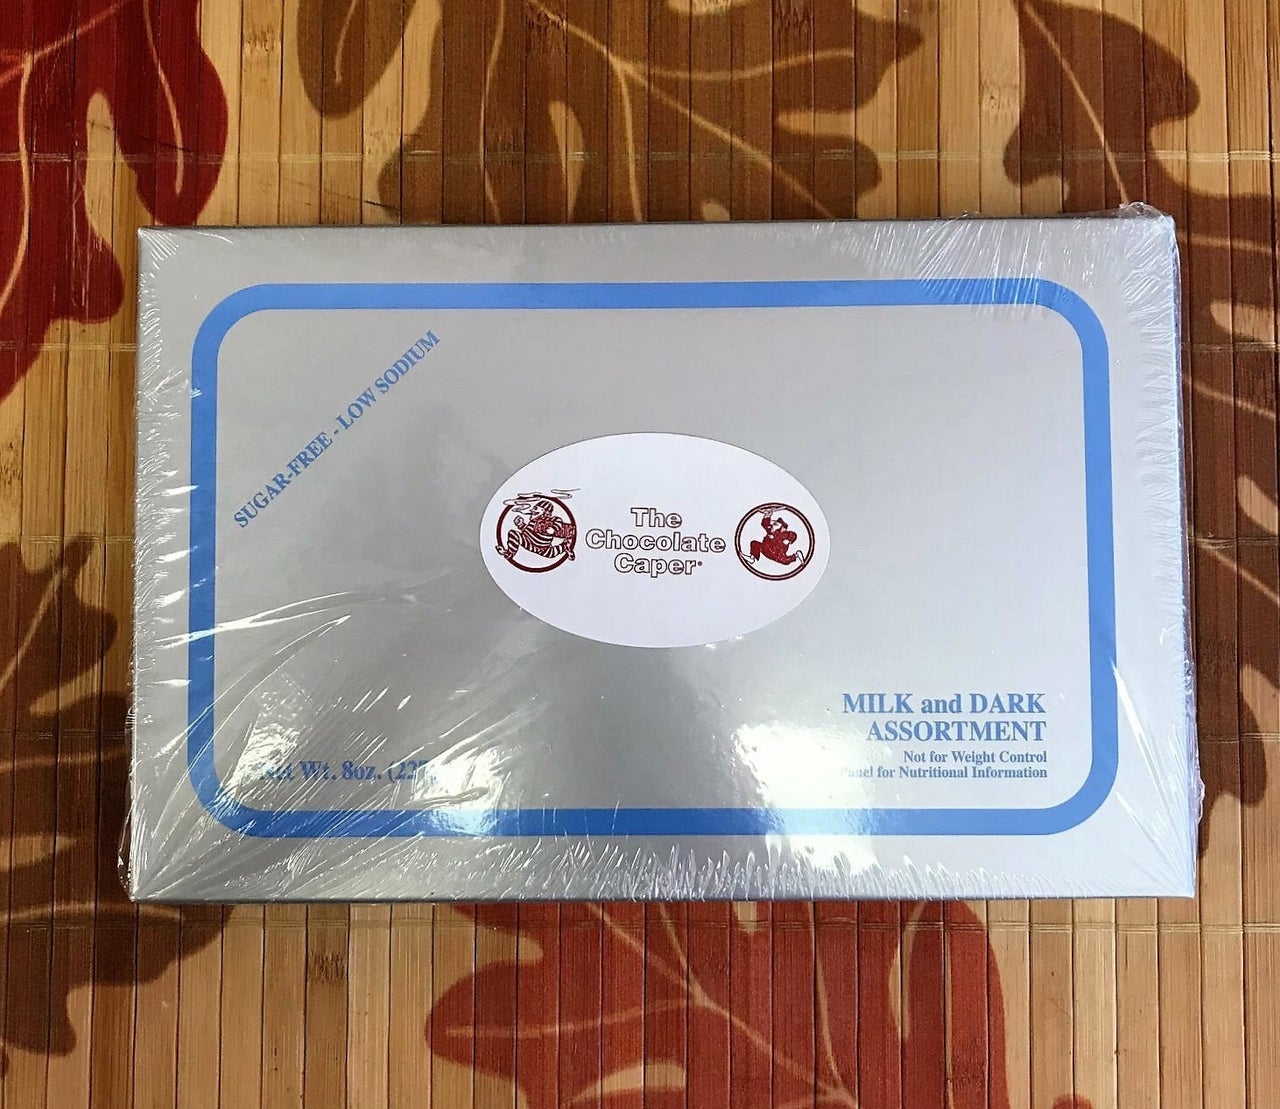 SUGAR-FREE - LOW SODIUM
The
Chocolate
Caper
MILK and DARK
ASSORTMENT
Not for Weight Control
Panel for Nutritional Information
Net Wt. 8oz.